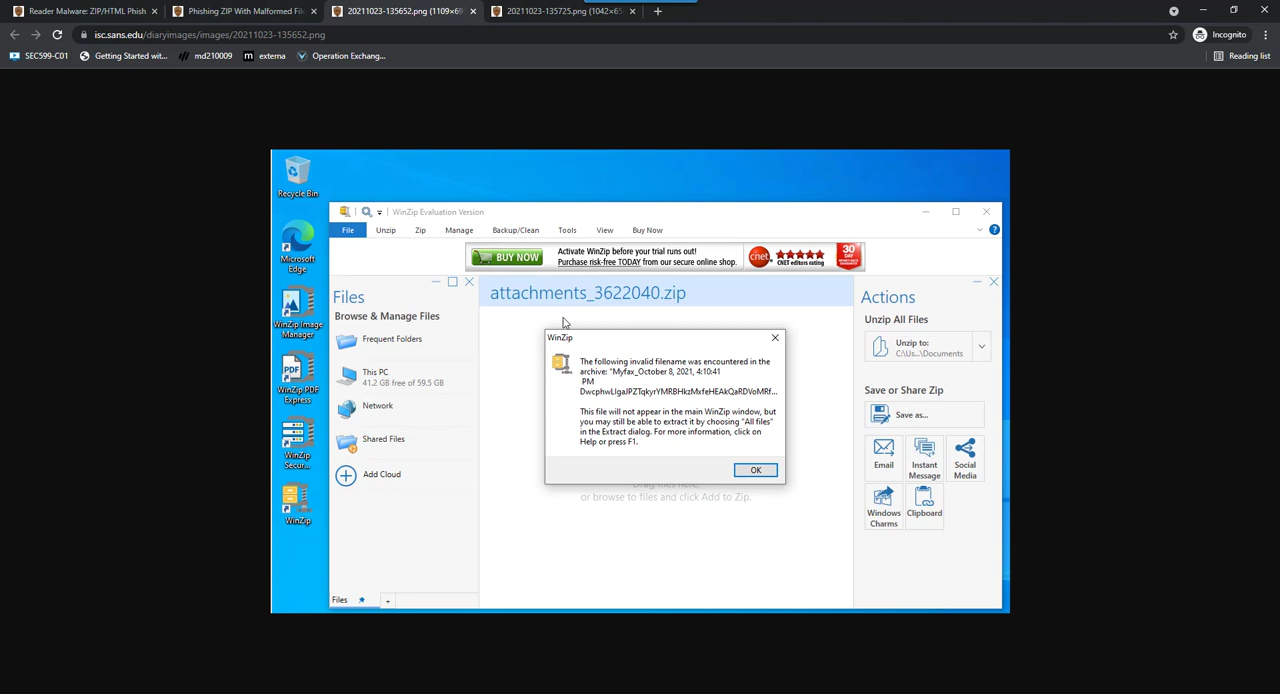 Reader Malware: ZIP/HTML Phish
Phishing ZIP With Malformed Fil
20211023-135652.png (1109×69
20211023-135725.png (1042×65
isc.sans.edu/diaryimages/images/20211023-135652.png
Incognito
SEC599-C01
Getting Started wit...
md210009
externa
Operation Exchang...
Reading list
Recycle Bin
Microsoft
Edge
WinZip Image
Manager
WinZip PDF
Express
WinZip
Secur...
WinZip
WinZip Evaluation Version
File
Unzip
Zip
Manage
Backup/Clean
Tools
View
Buy Now
BUY NOW
Activate WinZip before your trial runs out!
Purchase risk-free TODAY from our secure online shop.
cnet
CNET editors rating
30
DAY
Files
Browse & Manage Files
Frequent Folders
This PC
41.2 GB free of 59.5 GB
Network
Shared Files
Add Cloud
Files
attachments_3622040.zip
WinZip
The following invalid filename was encountered in the
archive: "Myfax_October 8, 2021, 4:10:41
PM
This file will not appear in the main WinZip window, but
you may still be able to extract it by choosing "All files"
in the Extract dialog. For more information, click on
Help or press F1.
OK
Drag files here,
or browse to files and click Add to Zip.
Actions
Unzip All Files
Unzip to:
C:\Us...\Documents
Save or Share Zip
Save as...
Email
Instant
Message
Social
Media
Windows
Charms
Clipboard